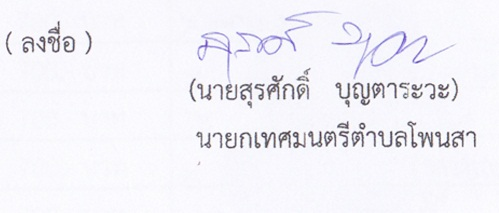 ( ลงชื่อ )
(นายสุรศักดิ์ บุญตาระวะ)
นายกเทศมนตรีตำบลโพนสา